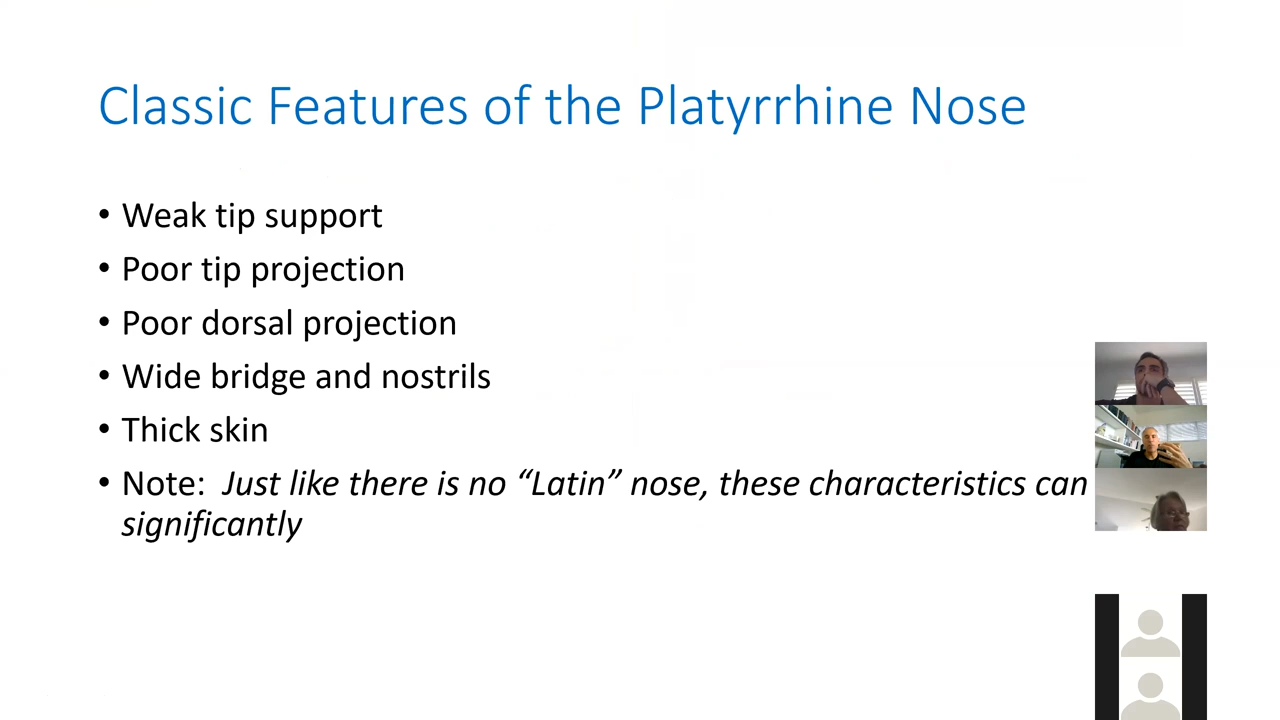 Classic Features of the Platyrrhine Nose
• Weak tip support
• Poor tip projection
• Poor dorsal projection
• Wide bridge and nostrils
• Thick skin
• Note:  Just like there is no “Latin” nose, these characteristics can
significantly